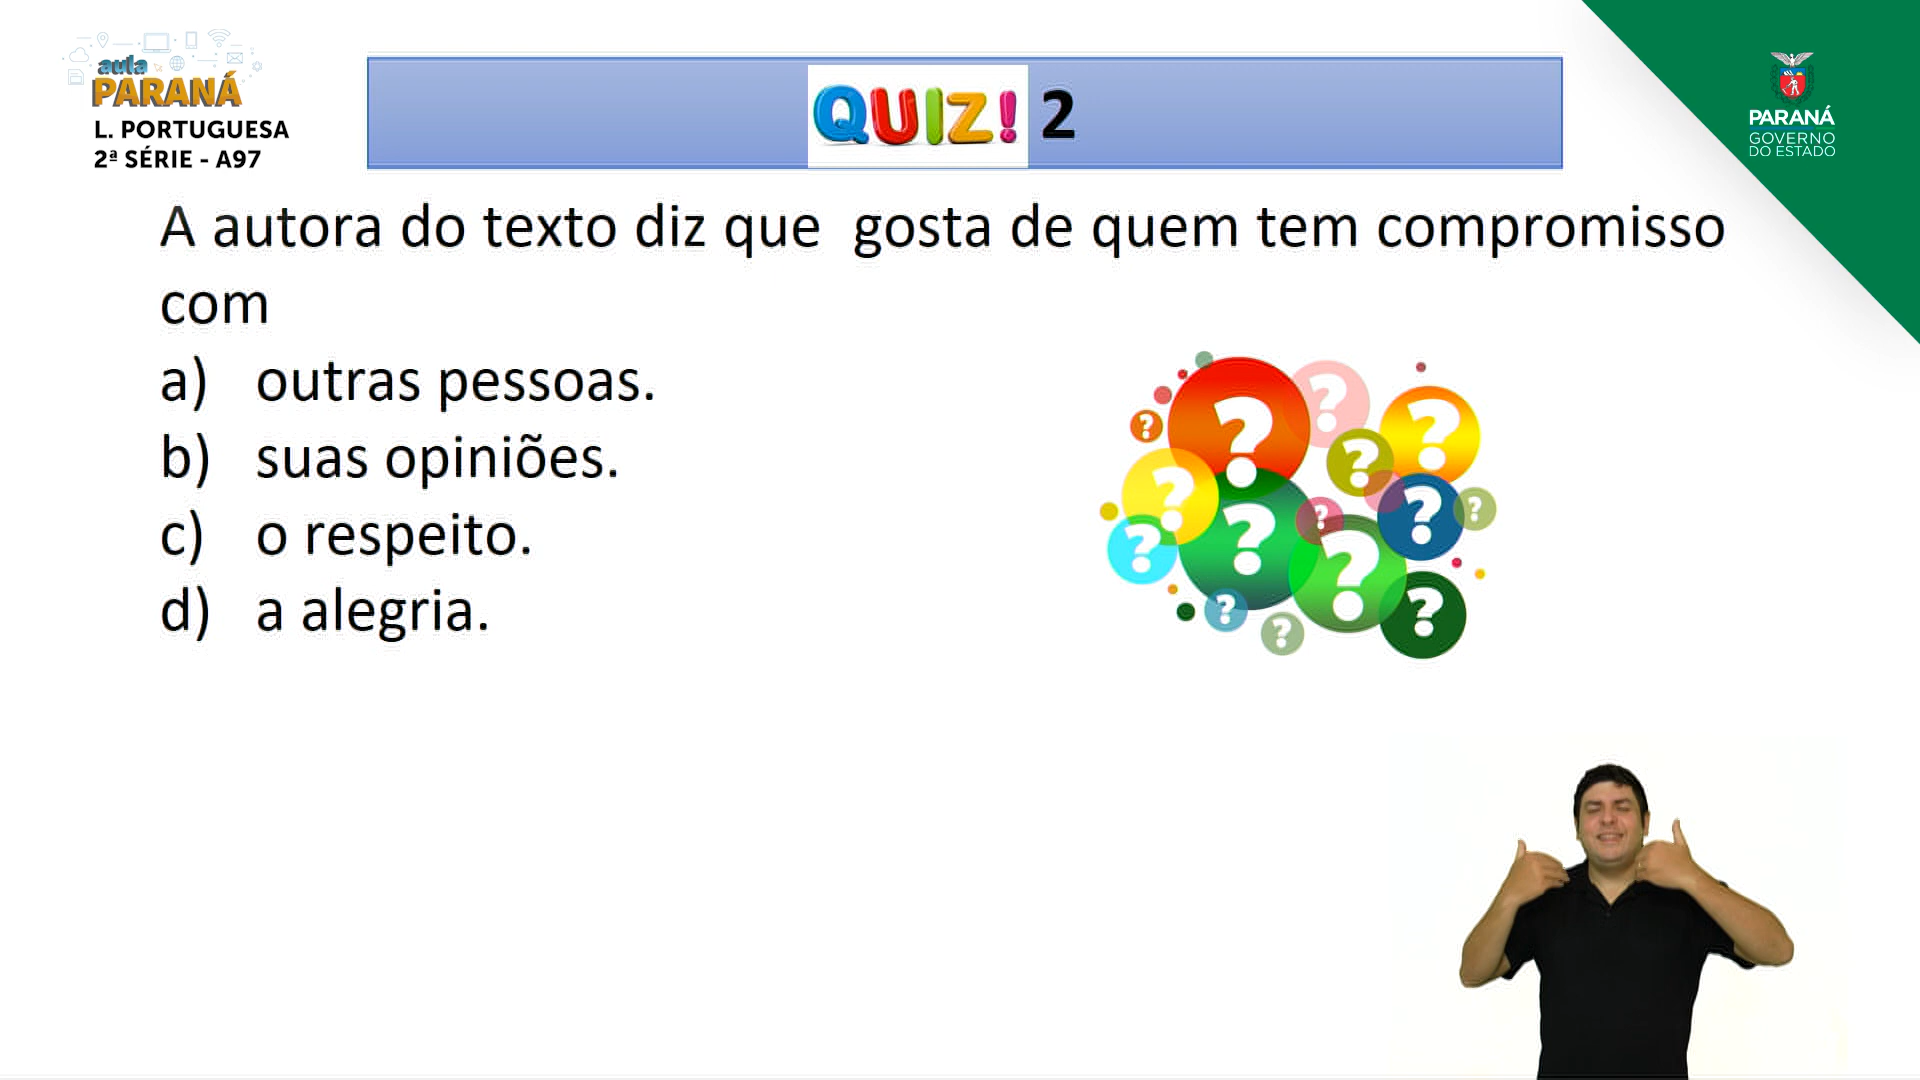 aula
PARANÁ
L. PORTUGUESA
2ª SÉRIE - A97
QUIZ! 2
PARANÁ
GOVERNO
DO ESTADO
A autora do texto diz que gosta de quem tem compromisso
com
a) outras pessoas.
b) suas opiniões.
c) o respeito.
d) a alegria.
? ? ? ? ? ? ? ? ? ? ? ? ? ? ?